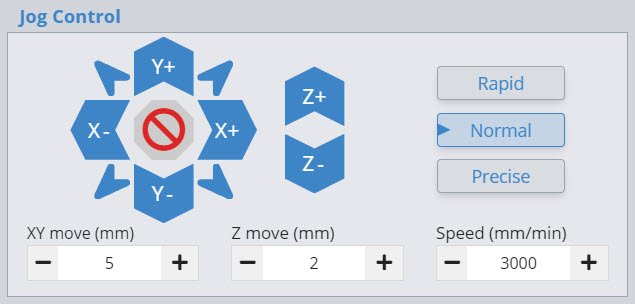 Jog Control
Y+
X-
X+
Y-
Z+
Z-
Rapid
Normal
Precise
XY move (mm)
Z move (mm)
Speed (mm/min)
− 5 +
− 2 +
− 3000 +